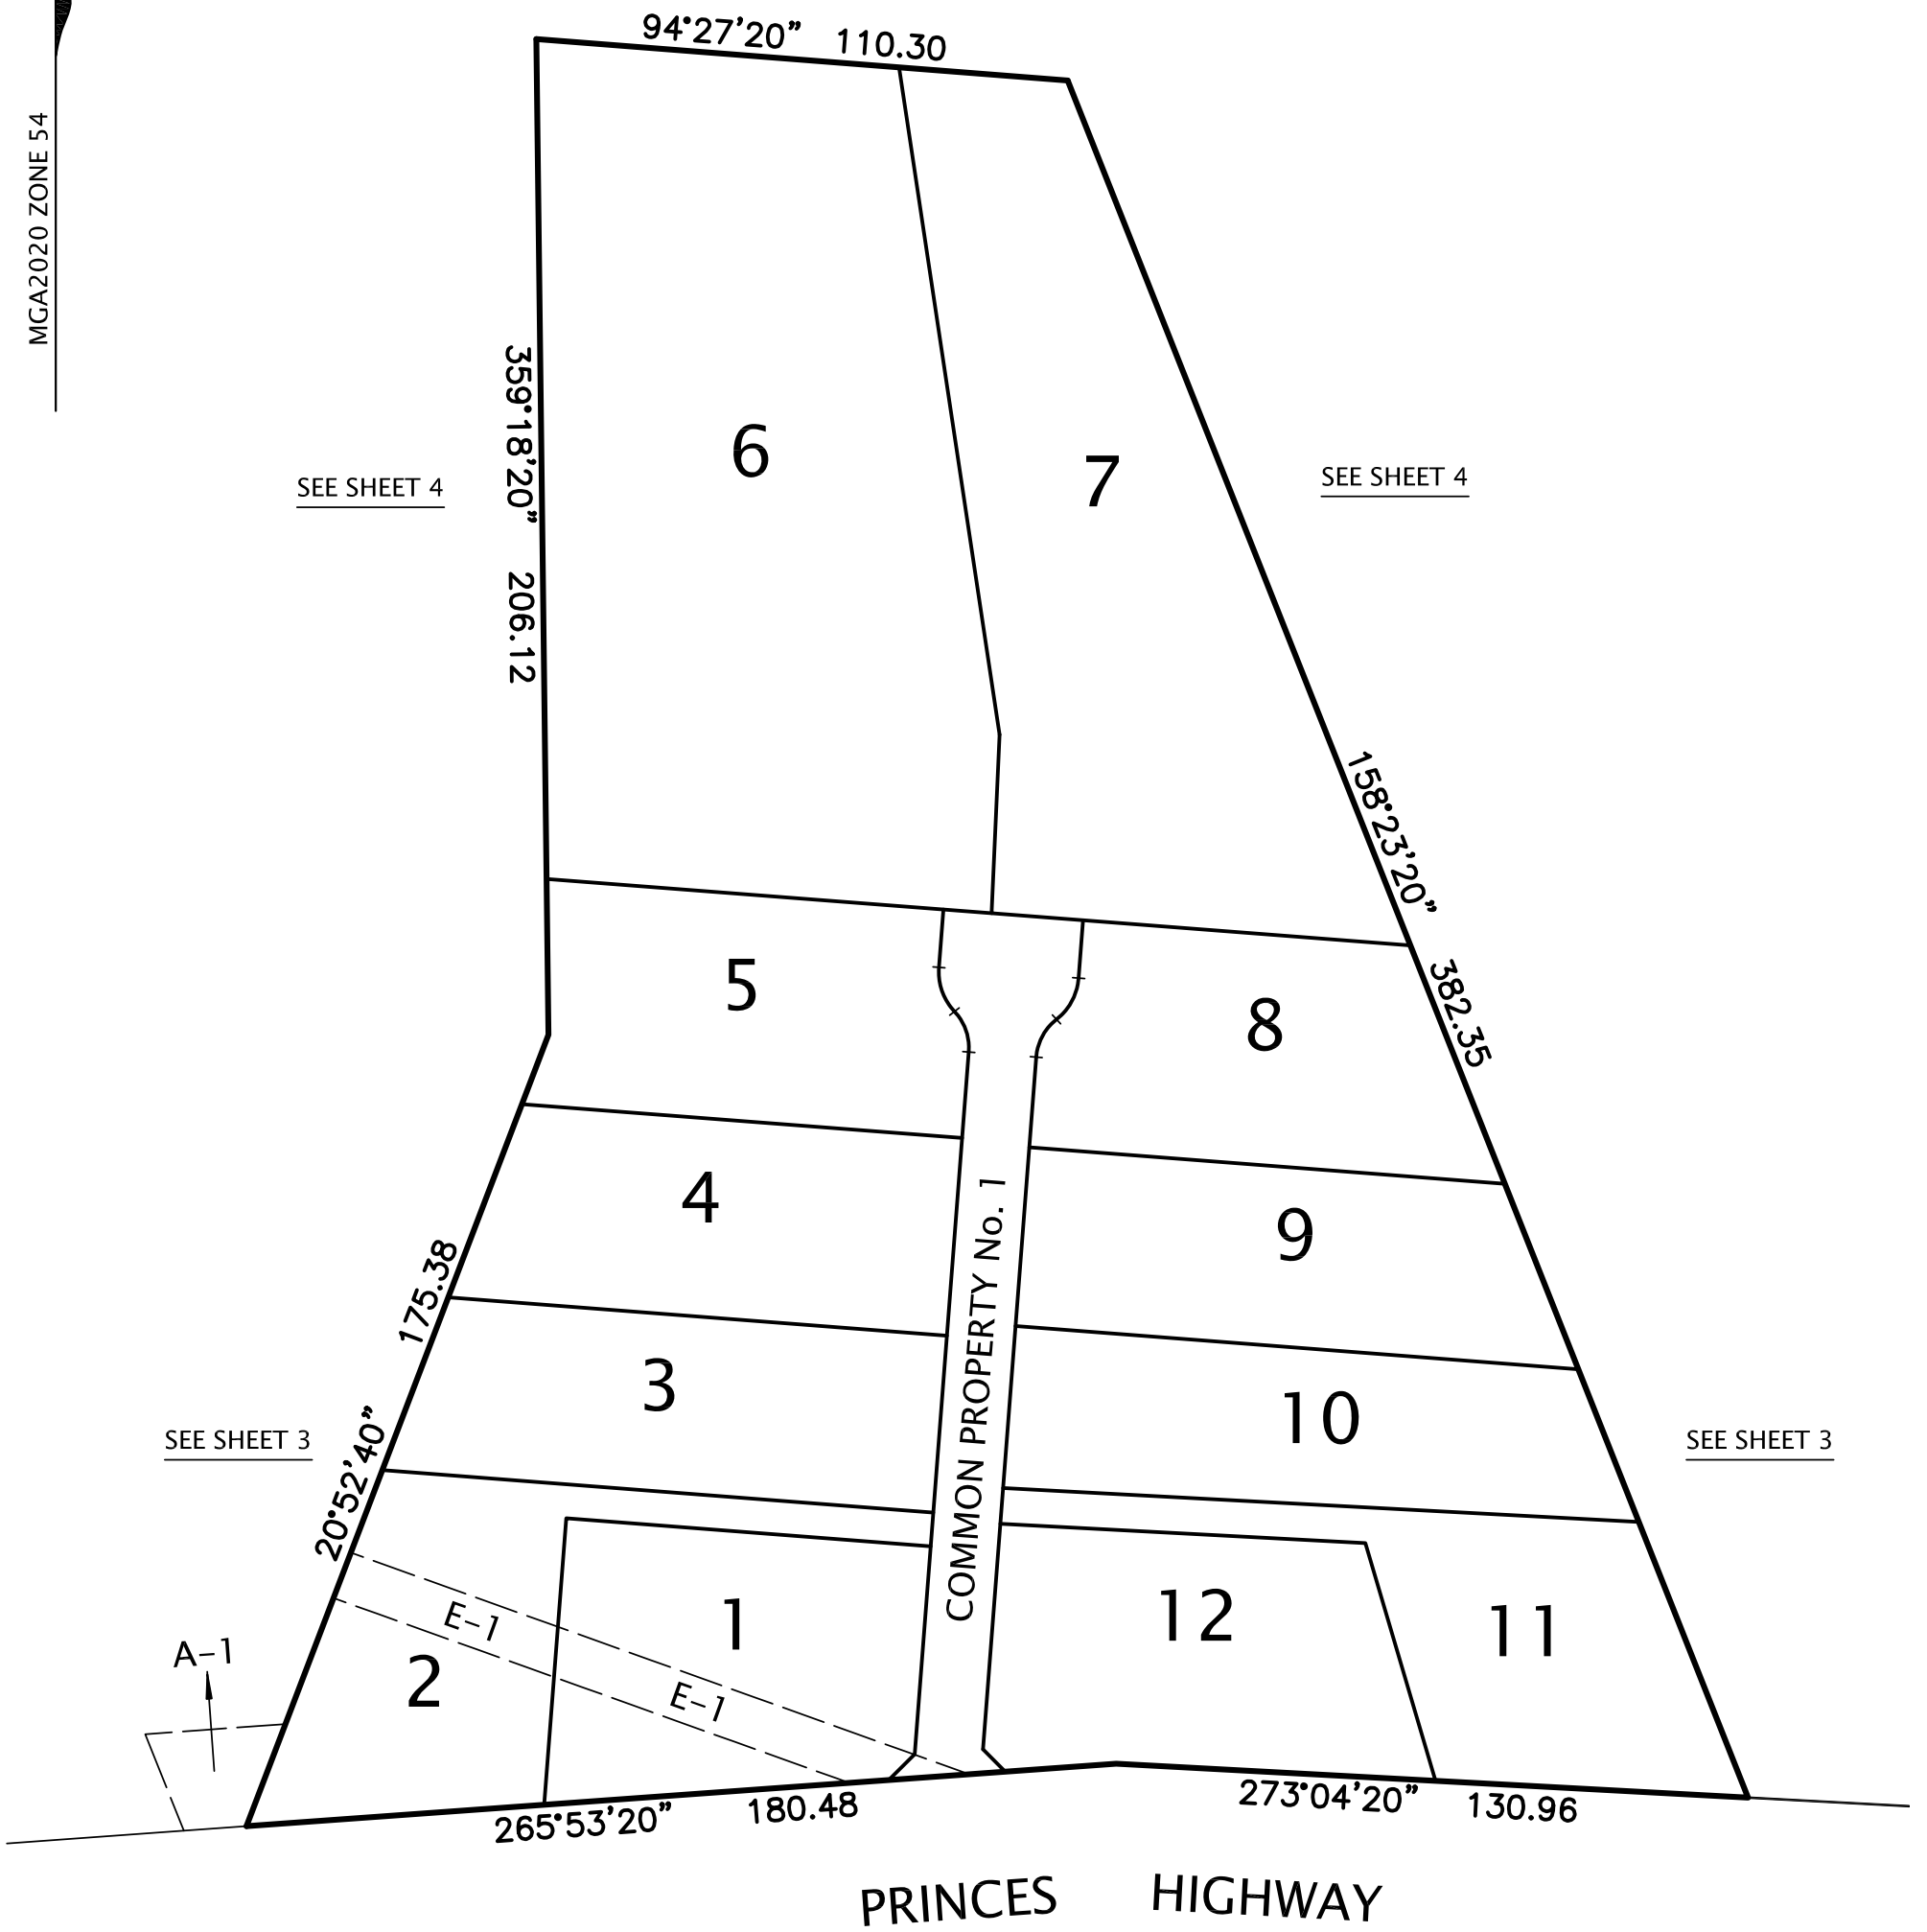 94°27'20" 110.30
MGA2020 ZONE 54
359°18'20" 206.12
6
7
SEE SHEET 4
SEE SHEET 4
158°23'20" 382.35
5
8
4
9
COMMON PROPERTY No. 1
20°52'40" 175.38
3
10
SEE SHEET 3
SEE SHEET 3
E-1
1
12
11
A-1
2
E-1
265°53'20" 180.48
273°04'20" 130.96
PRINCES HIGHWAY